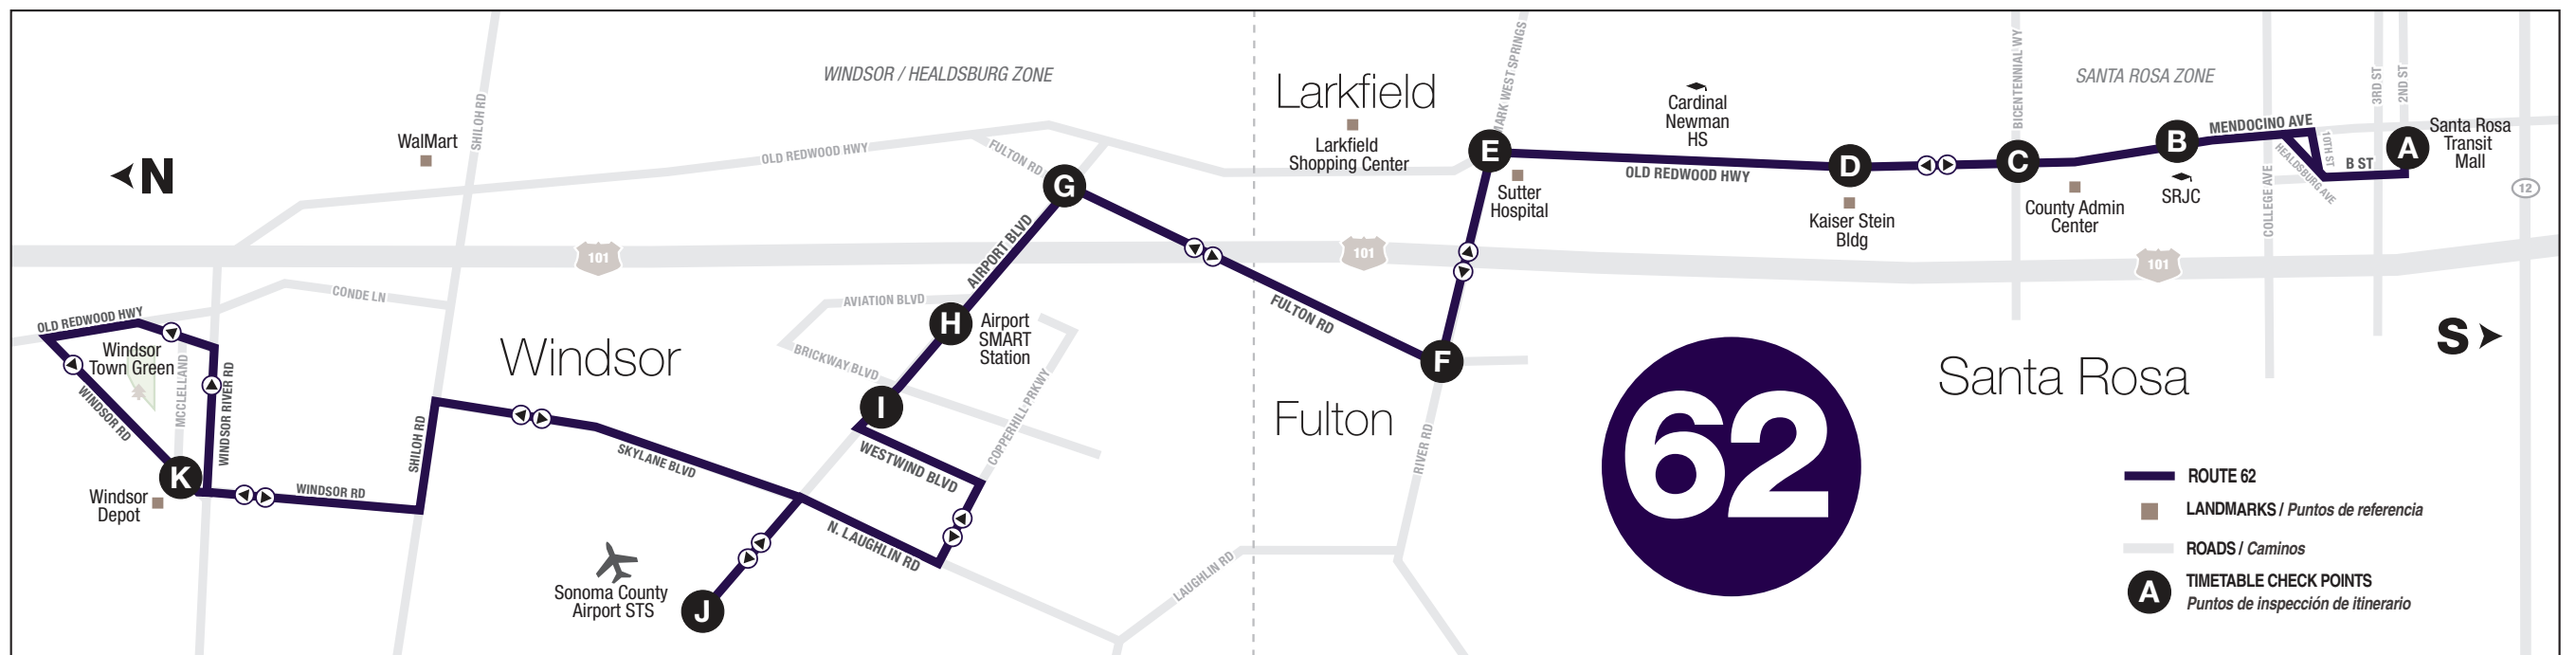 WINDSOR / HEALDSBURG ZONE
SANTA ROSA ZONE
N
S
WalMart
SHILOH RD
OLD REDWOOD HWY
FULTON RD
Larkfield
Larkfield
Shopping Center
MARK WEST SPRINGS
Cardinal
Newman
HS
BICENTENNIAL WY
3RD ST
2ND ST
MENDOCINO AVE
10TH ST
HEALDSBURG AVE
B ST
COLLEGE AVE
Santa Rosa
Transit
Mall
A
B
SRJC
C
County Admin
Center
D
Kaiser Stein
Bldg
OLD REDWOOD HWY
E
Sutter
Hospital
12
101
101
101
G
AIRPORT BLVD
FULTON RD
F
H
Airport
SMART
Station
AVIATION BLVD
BRICKWAY BLVD
COPPERHILL PRKWY
I
WESTWIND BLVD
CONDE LN
OLD REDWOOD HWY
Windsor
Town Green
MCCLELLAND
WINDSOR RIVER RD
WINDSOR RD
K
Windsor
Depot
WINDSOR RD
SHILOH RD
Windsor
SKYLANE BLVD
N. LAUGHLIN RD
Sonoma County
Airport STS
J
Fulton
RIVER RD
LAUGHLIN RD
62
Santa Rosa
ROUTE 62
LANDMARKS / Puntos de referencia
ROADS / Caminos
A
TIMETABLE CHECK POINTS
Puntos de inspección de itinerario